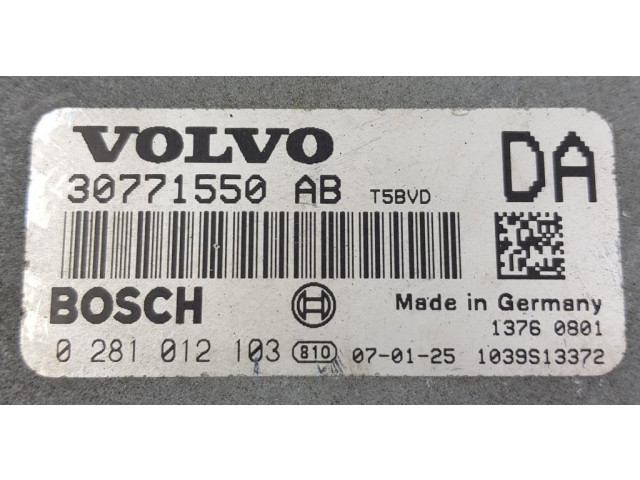 VOLVO
DA
30771550 AB T5BVD
BOSCH
Made in Germany
1376 0801
0 281 012 103 810 07-01-25 1039S13372